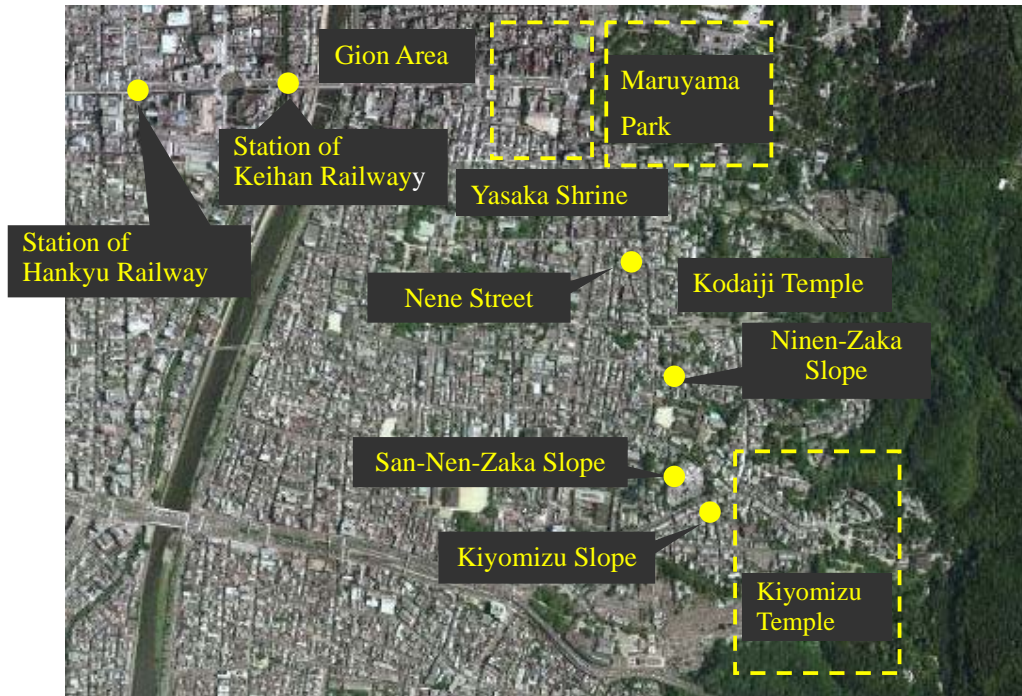 Gion Area
Maruyama
Park
Station of
Keihan Railwayy
Yasaka Shrine
Station of
Hankyu Railway
Nene Street
Kodaiji Temple
Ninen-Zaka
Slope
San-Nen-Zaka Slope
Kiyomizu Slope
Kiyomizu
Temple